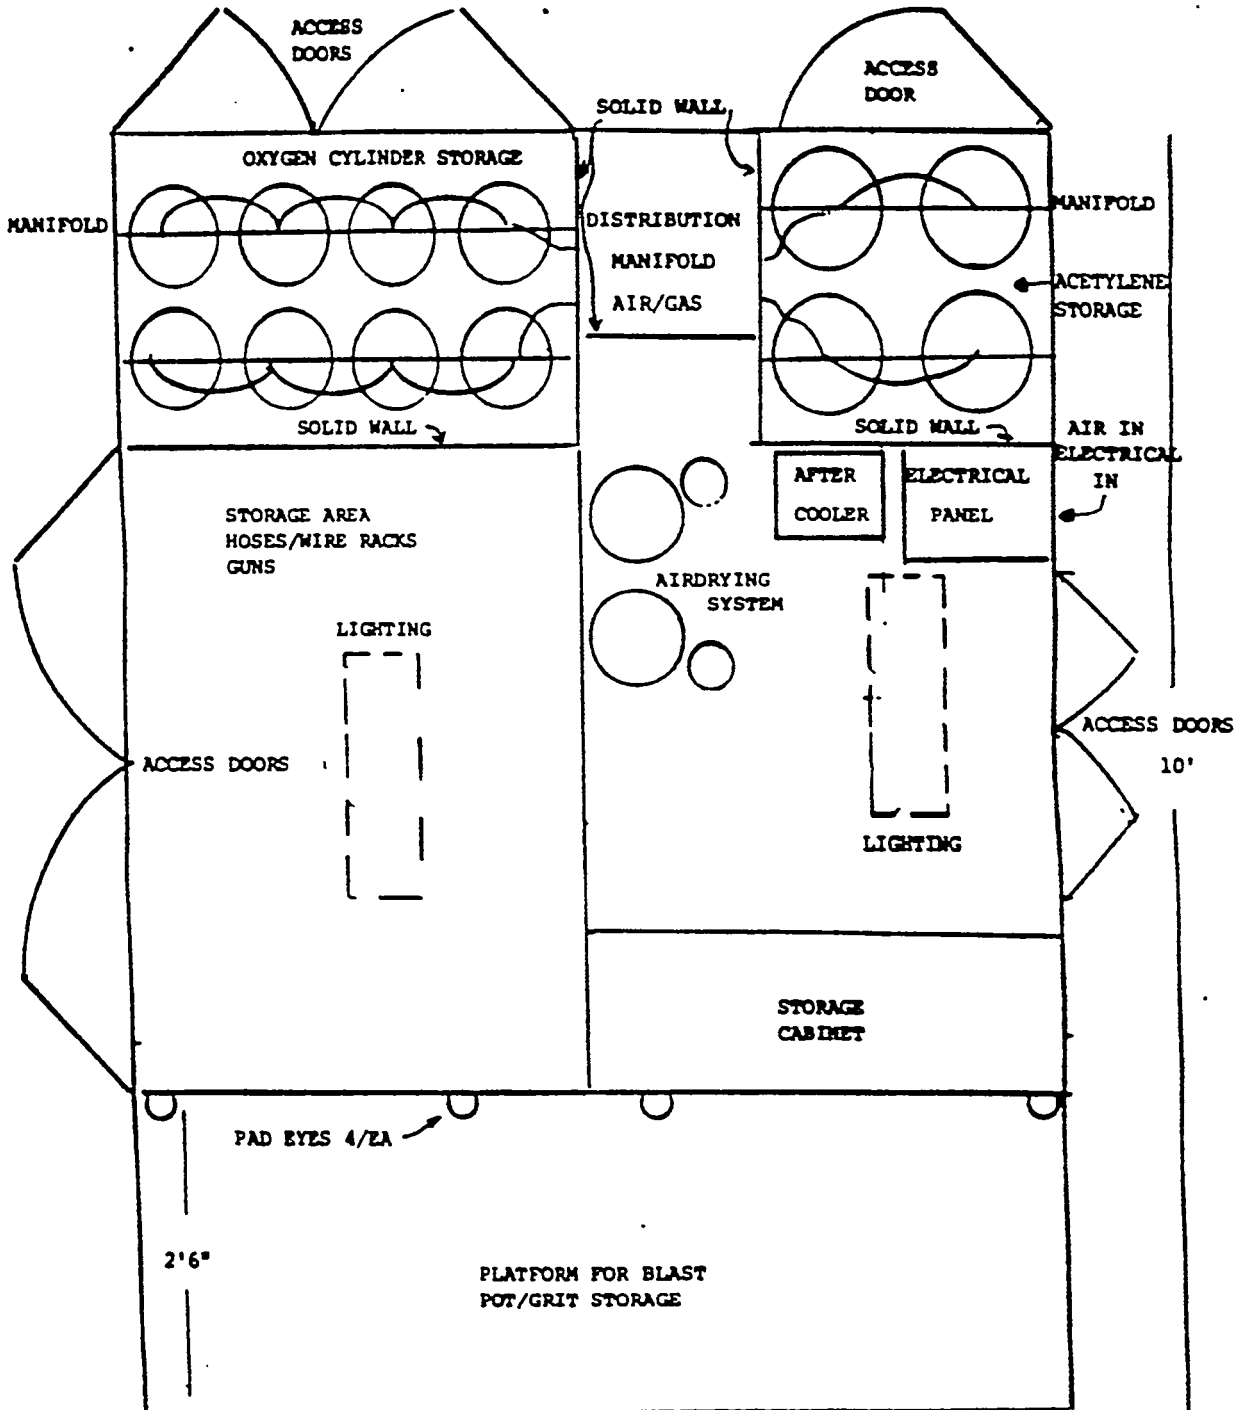 ACCESS
DOORS
ACCESS
DOOR
SOLID WALL
OXYGEN CYLINDER STORAGE
MANIFOLD
DISTRIBUTION
MANIFOLD
AIR/GAS
MANIFOLD
ACETYLENE
STORAGE
SOLID WALL
SOLID WALL
AIR IN
ELECTRICAL
IN
AFTER
COOLER
ELECTRICAL
PANEL
STORAGE AREA
HOSES/WIRE RACKS
GUNS
AIRDRYING
SYSTEM
LIGHTING
ACCESS DOORS
ACCESS DOORS
10'
LIGHTING
STORAGE
CABINET
PAD EYES 4/EA
2'6"
PLATFORM FOR BLAST
POT/GRIT STORAGE